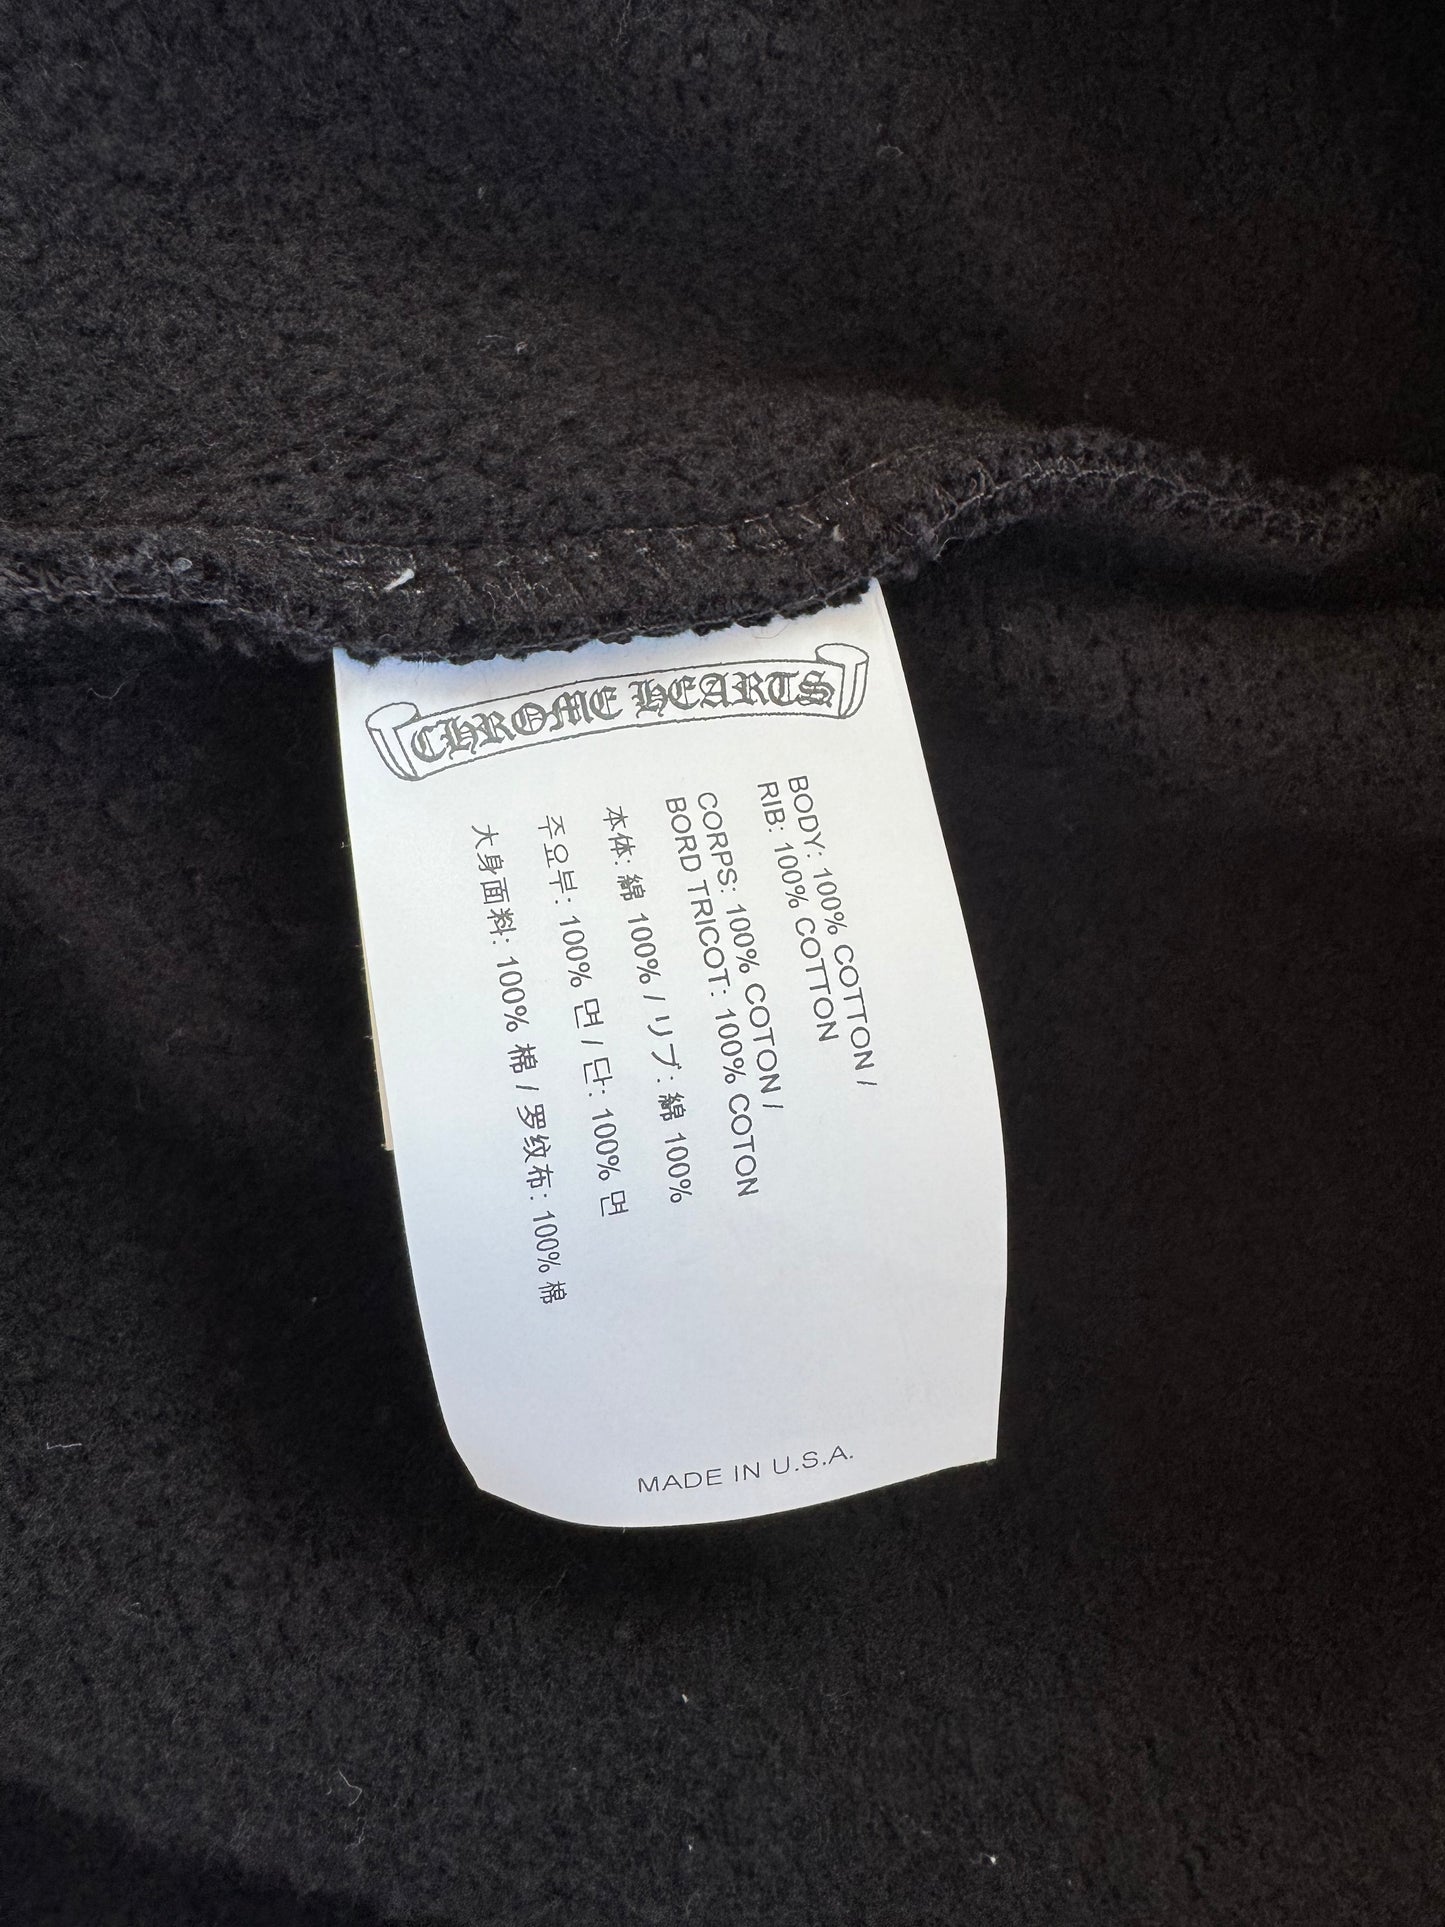 CHROME HEARTS
BODY: 100% COTTON /
RIB: 100% COTTON
CORPS: 100% COTON /
BORD TRICOT: 100% COTON
本体: 綿 100% / リブ: 綿 100%
주요부: 100% 면 / 단: 100% 면
大身面料: 100% 棉 / 罗纹布: 100% 棉
MADE IN U.S.A.